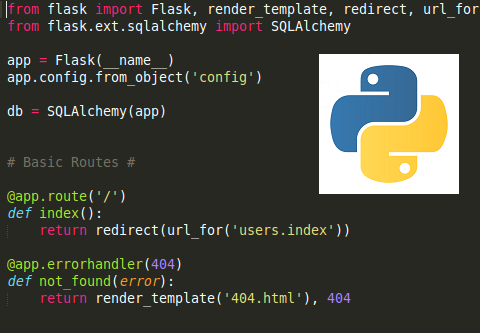 from flask import Flask, render_template, redirect, url_for
from flask.ext.sqlalchemy import SQLAlchemy
app = Flask(__name__)
app.config.from_object('config')
db = SQLAlchemy(app)
# Basic Routes #
@app.route('/')
def index():
    return redirect(url_for('users.index'))
@app.errorhandler(404)
def not_found(error):
    return render_template('404.html'), 404